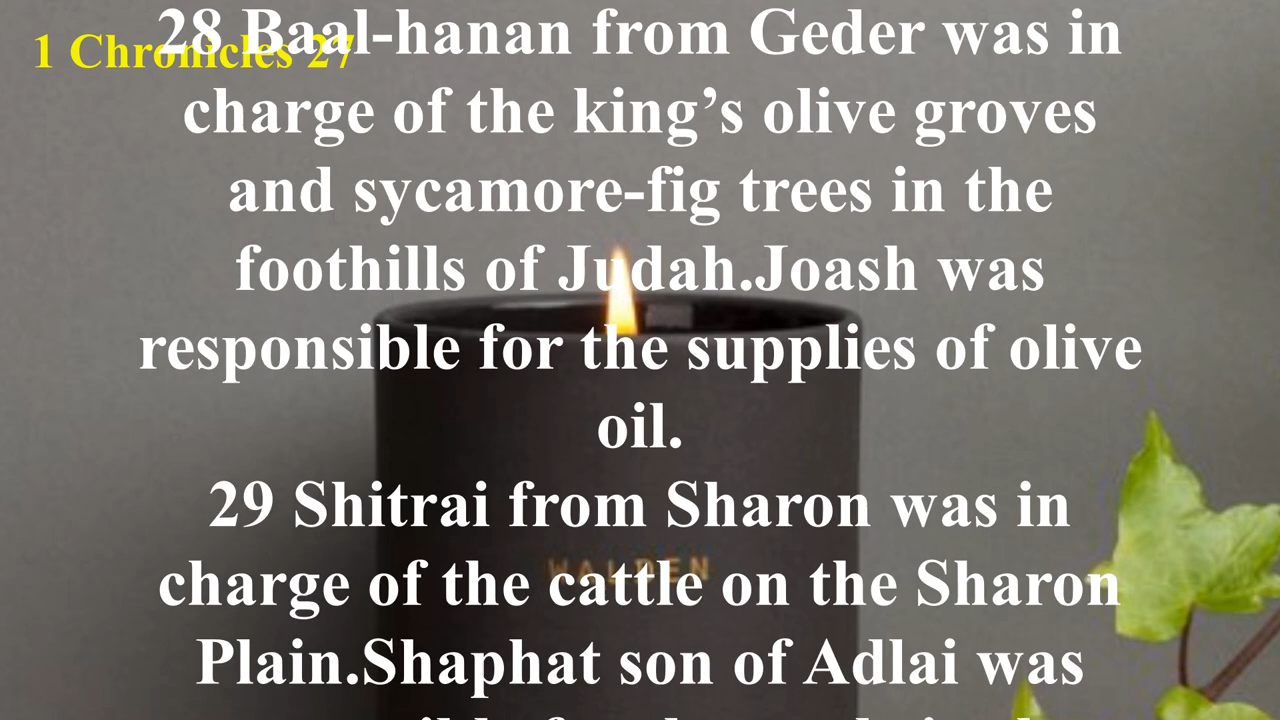 1 Chronicles 27
28 Baal-hanan from Geder was in
charge of the king’s olive groves
and sycamore-fig trees in the
foothills of Judah.Joash was
responsible for the supplies of olive
oil.
29 Shitrai from Sharon was in
charge of the cattle on the Sharon
WALDEN
Plain.Shaphat son of Adlai was